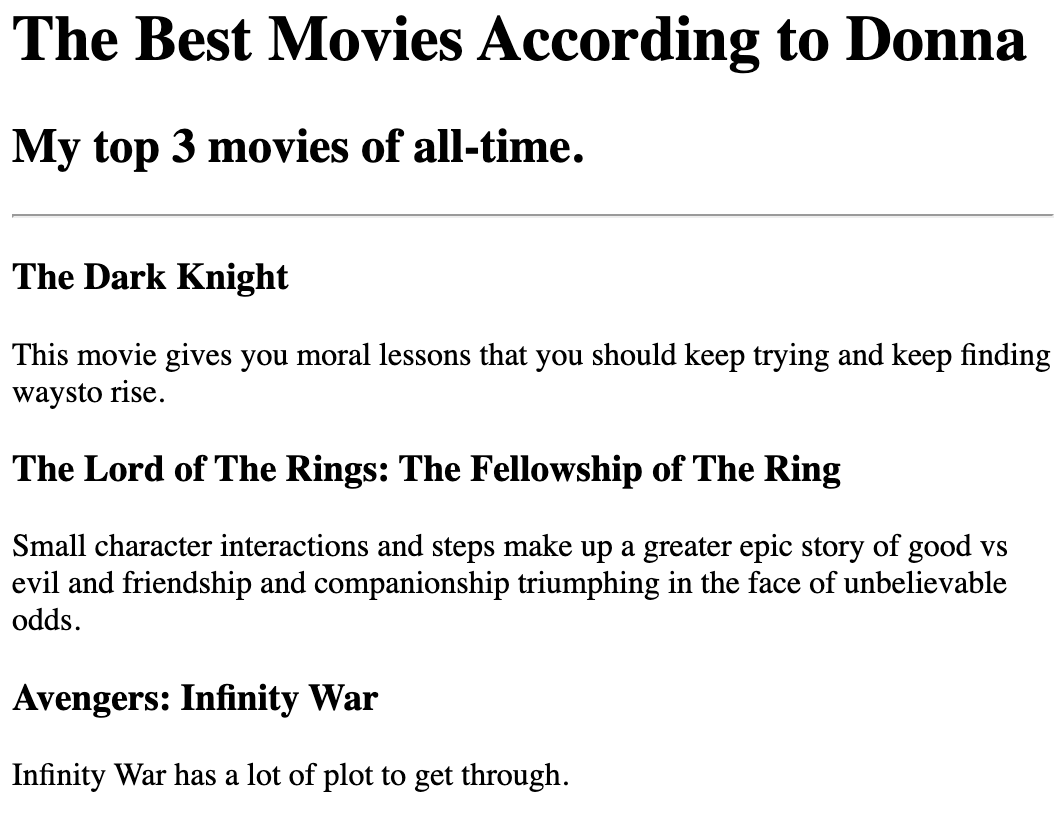 The Best Movies According to Donna
My top 3 movies of all-time.
The Dark Knight
This movie gives you moral lessons that you should keep trying and keep finding
waysto rise.
The Lord of The Rings: The Fellowship of The Ring
Small character interactions and steps make up a greater epic story of good vs
evil and friendship and companionship triumphing in the face of unbelievable
odds.
Avengers: Infinity War
Infinity War has a lot of plot to get through.